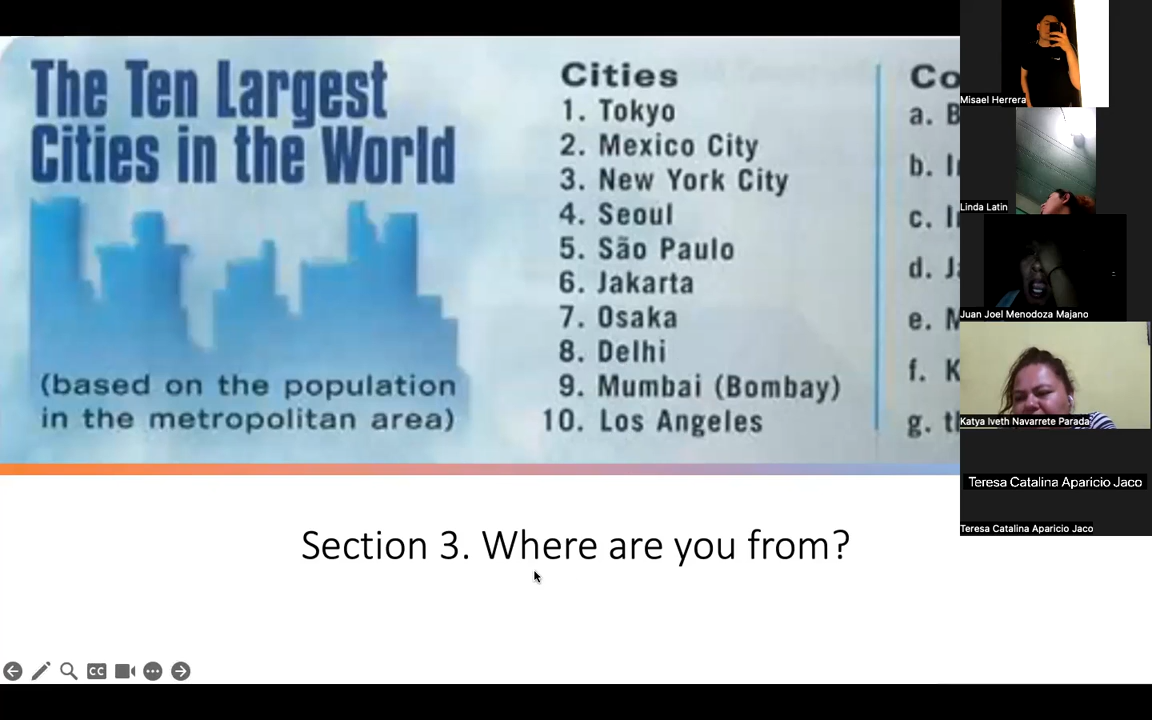 The Ten Largest
Cities in the World
(based on the population
in the metropolitan area)
Cities
1. Tokyo
2. Mexico City
3. New York City
4. Seoul
5. São Paulo
6. Jakarta
7. Osaka
8. Delhi
9. Mumbai (Bombay)
10. Los Angeles
Co
a. B
b. I
c. I
d. J
e. M
f. K
g. t
Section 3. Where are you from?
CC
Misael Herrera
Linda Latin
Juan Joel Menodoza Majano
Katya Iveth Navarrete Parada
Teresa Catalina Aparicio Jaco
Teresa Catalina Aparicio Jaco